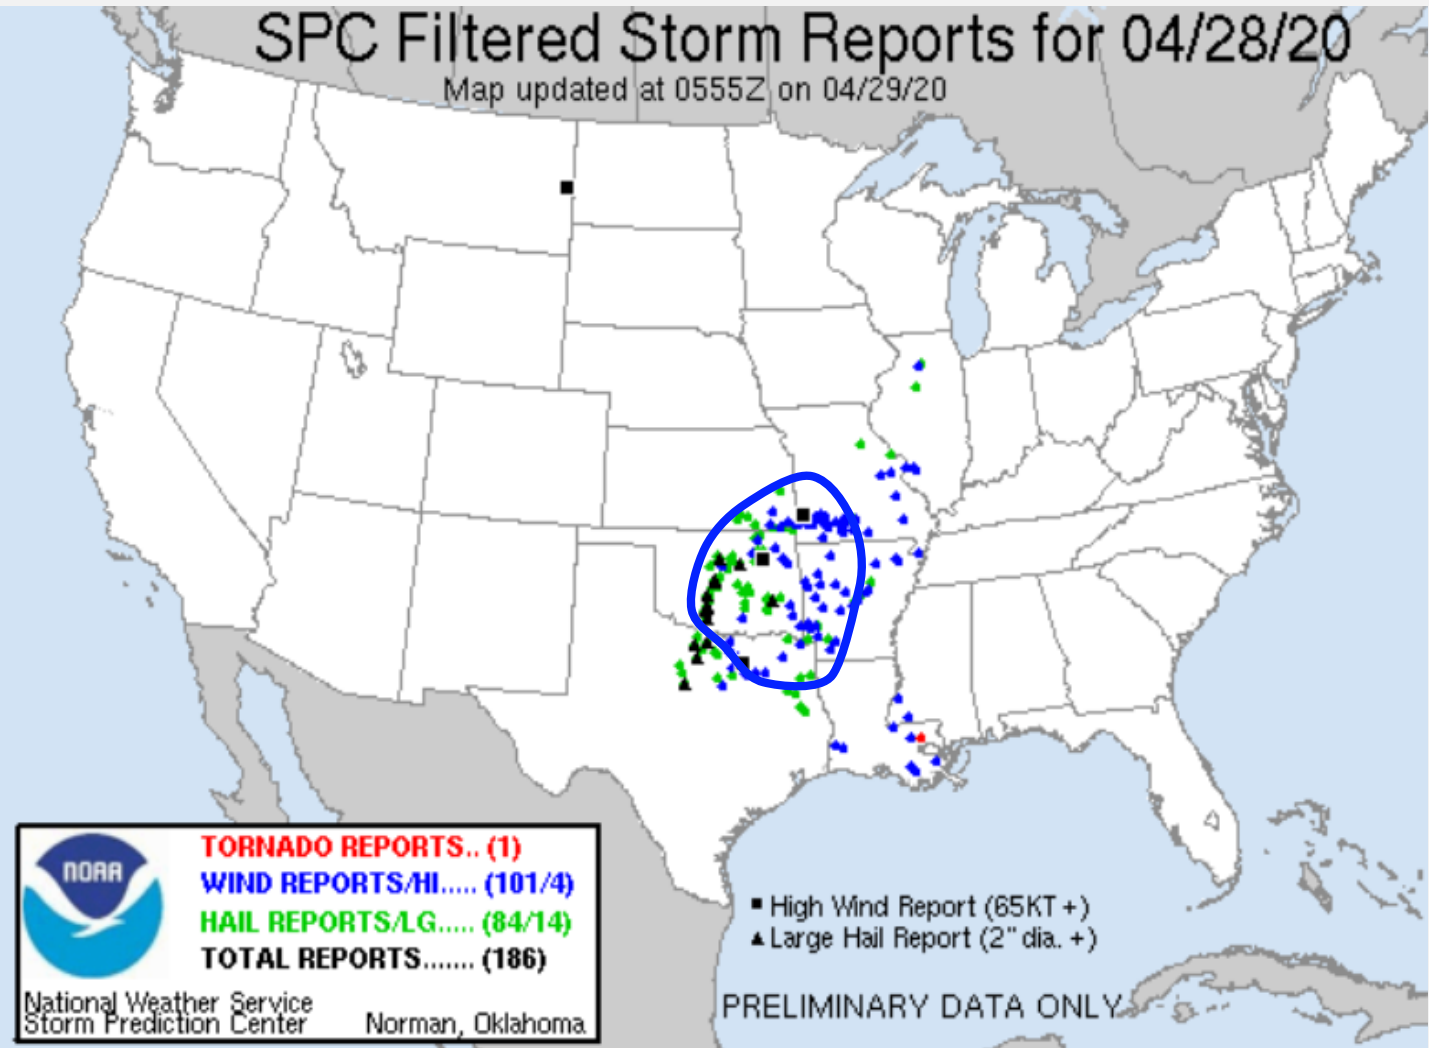 SPC Filtered Storm Reports for 04/28/20
Map updated at 0555Z on 04/29/20
NOAA
TORNADO REPORTS.. (1)
WIND REPORTS/HI..... (101/4)
HAIL REPORTS/LG..... (84/14)
TOTAL REPORTS....... (186)
National Weather Service
Storm Prediction Center Norman, Oklahoma
High Wind Report (65KT +)
Large Hail Report (2" dia. +)
PRELIMINARY DATA ONLY